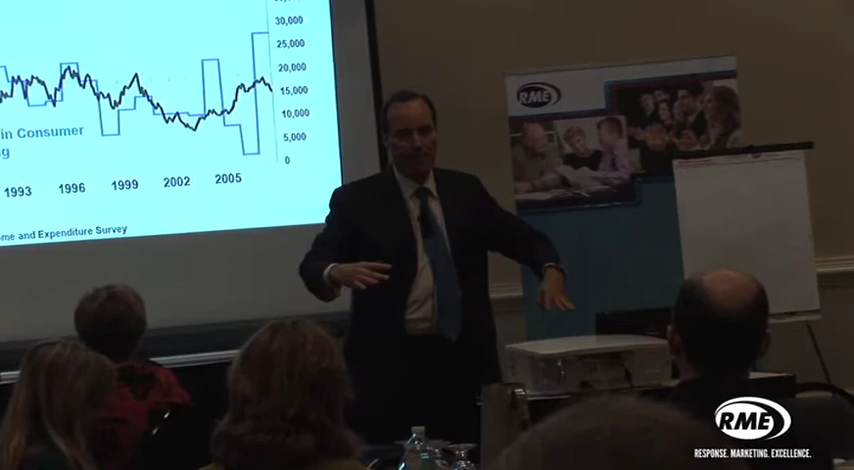 30,000
25,000
20,000
15,000
10,000
5,000
0
in Consumer
g
1993 1996 1999 2002 2005
me and Expenditure Survey
RME
RME
RESPONSE. MARKETING. EXCELLENCE.